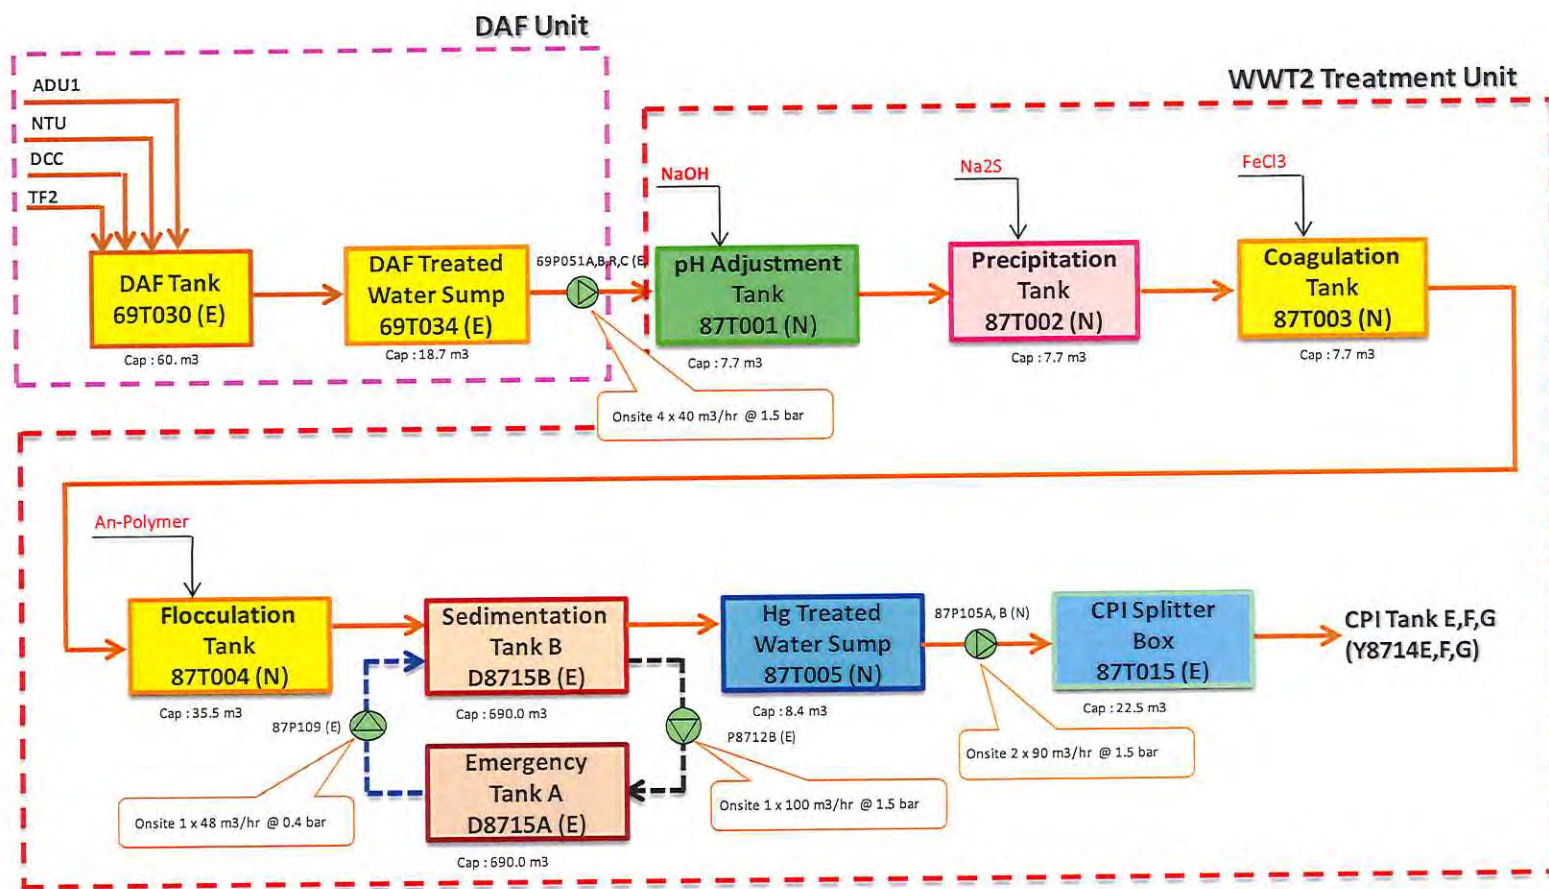 DAF Unit
WWT2 Treatment Unit
ADU1
NTU
DCC
TF2
NaOH
Na2S
FeCl3
DAF Tank
69T030 (E)
Cap : 60. m3
DAF Treated
Water Sump
69T034 (E)
Cap : 18.7 m3
69P051A,B,R,C (E)
pH Adjustment
Tank
87T001 (N)
Cap : 7.7 m3
Precipitation
Tank
87T002 (N)
Cap : 7.7 m3
Coagulation
Tank
87T003 (N)
Cap : 7.7 m3
Onsite 4 x 40 m3/hr @ 1.5 bar
An-Polymer
Flocculation
Tank
87T004 (N)
Cap : 35.5 m3
Sedimentation
Tank B
D8715B (E)
Cap : 690.0 m3
Hg Treated
Water Sump
87T005 (N)
Cap : 8.4 m3
87P105A, B (N)
CPI Splitter
Box
87T015 (E)
Cap : 22.5 m3
CPI Tank E,F,G
(Y8714E,F,G)
87P109 (E)
P8712B (E)
Emergency
Tank A
D8715A (E)
Cap : 690.0 m3
Onsite 1 x 48 m3/hr @ 0.4 bar
Onsite 1 x 100 m3/hr @ 1.5 bar
Onsite 2 x 90 m3/hr @ 1.5 bar